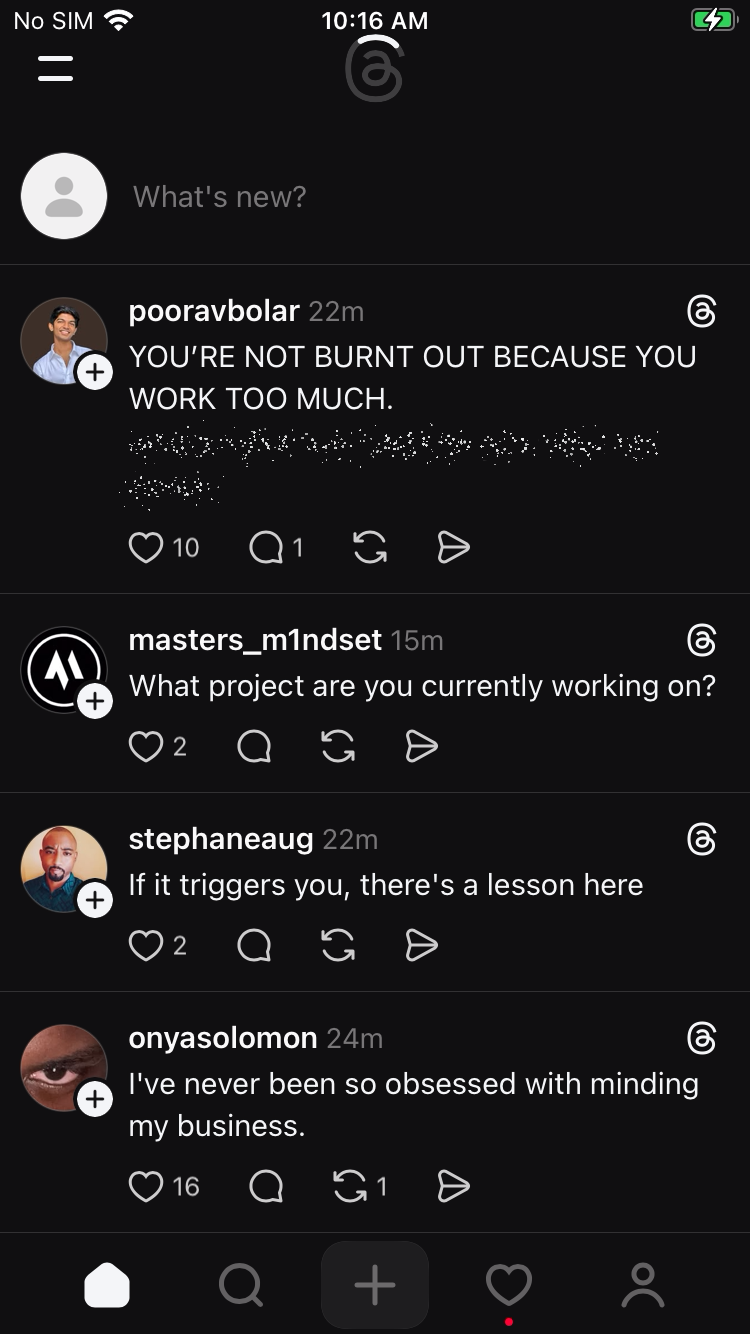 No SIM 10:16 AM
What's new?
pooravbolar 22m
YOU’RE NOT BURNT OUT BECAUSE YOU
WORK TOO MUCH.
10 1
masters_m1ndset 15m
What project are you currently working on?
2
stephaneaug 22m
If it triggers you, there's a lesson here
2
onyasolomon 24m
I've never been so obsessed with minding
my business.
16 1